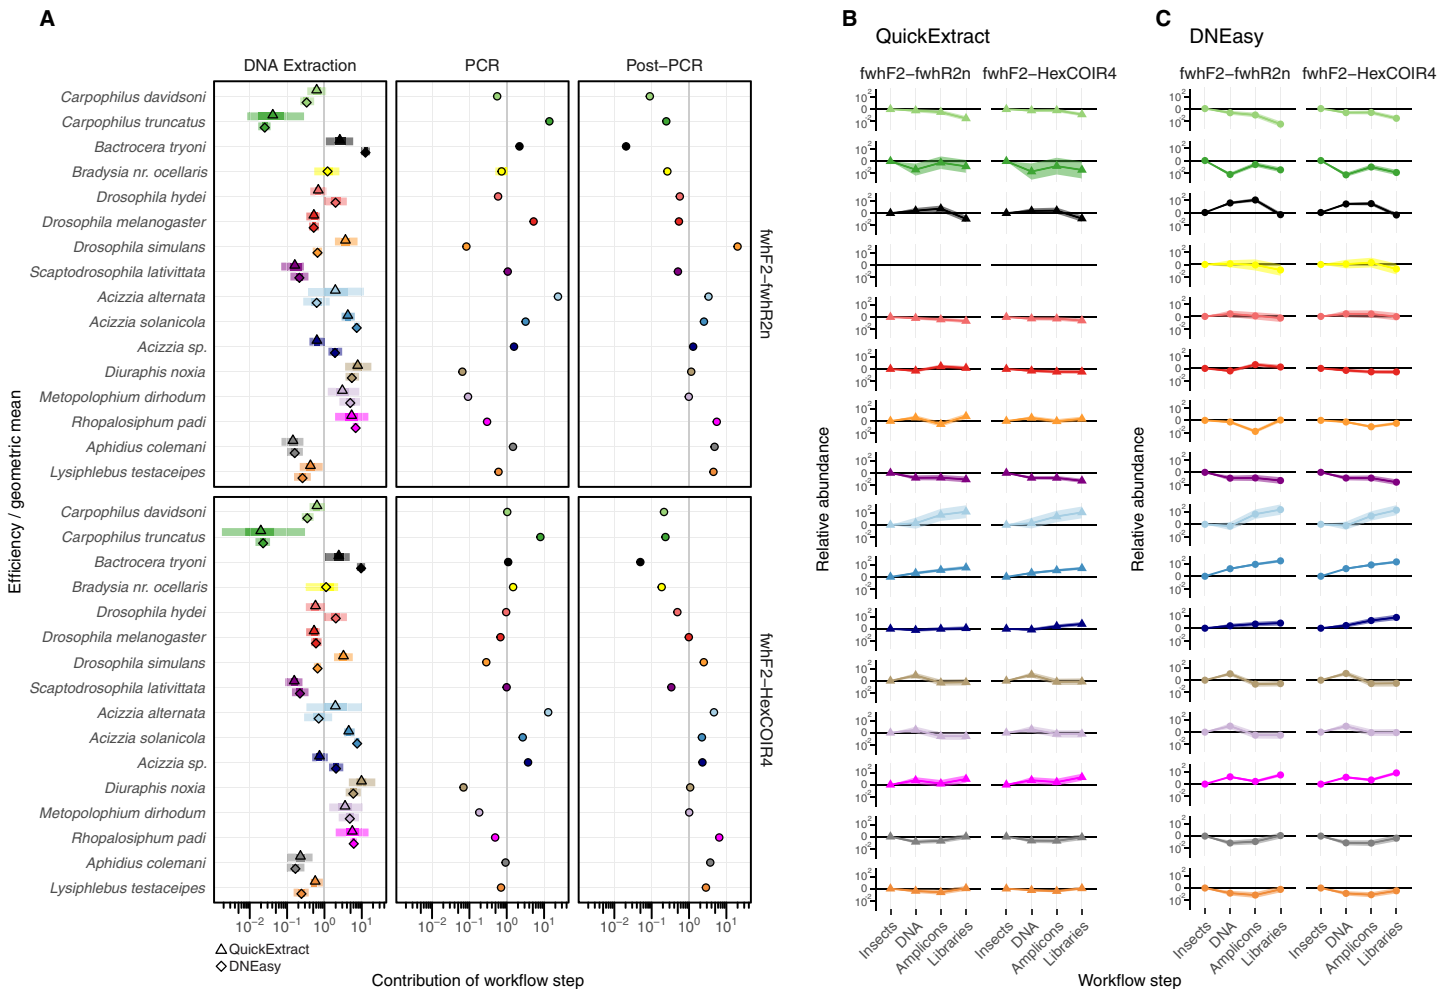 A
B
C
QuickExtract
DNEasy
DNA Extraction
PCR
Post−PCR
fwhF2−fwhR2n
fwhF2−HexCOIR4
fwhF2−fwhR2n
fwhF2−HexCOIR4
Carpophilus davidsoni
Carpophilus truncatus
Bactrocera tryoni
Bradysia nr. ocellaris
Drosophila hydei
Drosophila melanogaster
Drosophila simulans
Scaptodrosophila lativittata
Acizzia alternata
Acizzia solanicola
Acizzia sp.
Diuraphis noxia
Metopolophium dirhodum
Rhopalosiphum padi
Aphidius colemani
Lysiphlebus testaceipes
fwhF2−fwhR2n
Carpophilus davidsoni
Carpophilus truncatus
Bactrocera tryoni
Bradysia nr. ocellaris
Drosophila hydei
Drosophila melanogaster
Drosophila simulans
Scaptodrosophila lativittata
Acizzia alternata
Acizzia solanicola
Acizzia sp.
Diuraphis noxia
Metopolophium dirhodum
Rhopalosiphum padi
Aphidius colemani
Lysiphlebus testaceipes
fwhF2−HexCOIR4
Efficiency / geometric mean
10−2 10−1 100 101
10−2 10−1 100 101
10−2 10−1 100 101
QuickExtract
DNEasy
Contribution of workflow step
Relative abundance
Relative abundance
Insects DNA Amplicons Libraries
Insects DNA Amplicons Libraries
Insects DNA Amplicons Libraries
Insects DNA Amplicons Libraries
Workflow step